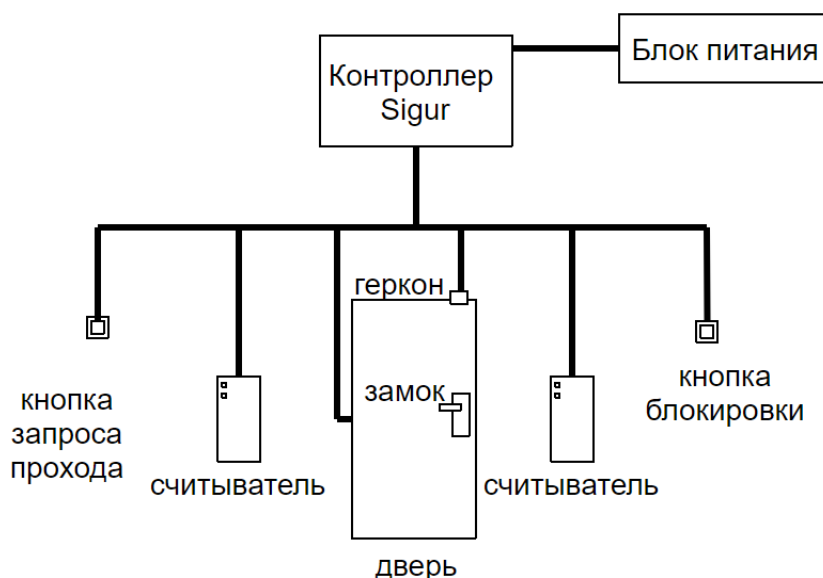 Контроллер
Sigur
Блок питания
геркон
замок
кнопка
запроса
прохода
считыватель
считыватель
кнопка
блокировки
дверь